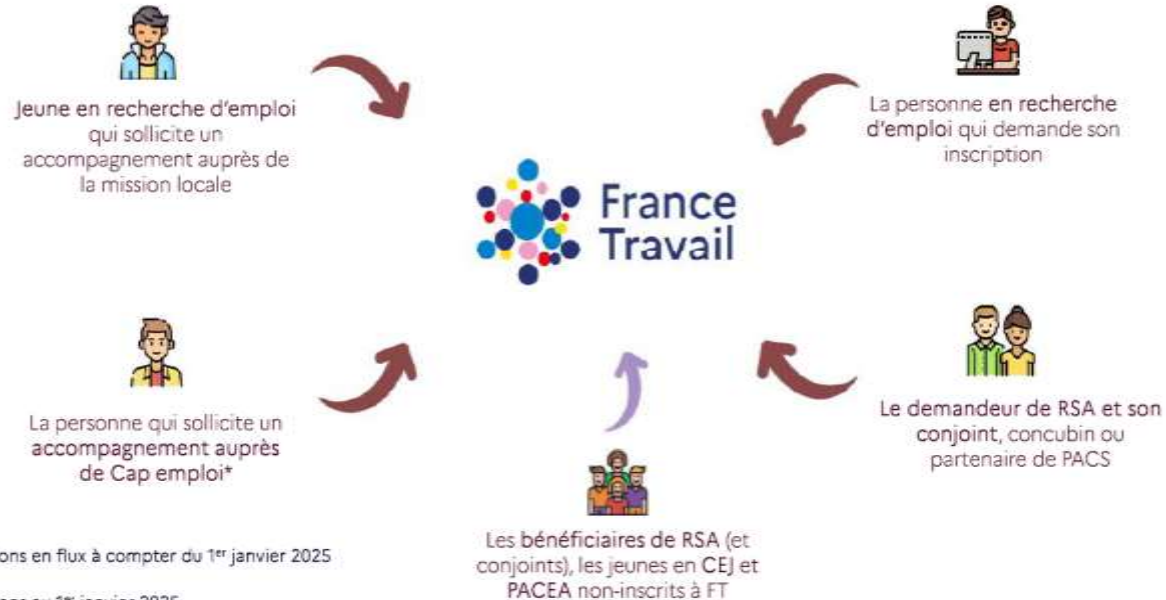 Jeune en recherche d'emploi
qui sollicite un
accompagnement auprès de
la mission locale
La personne en recherche
d'emploi qui demande son
inscription
France
Travail
La personne qui sollicite un
accompagnement auprès
de Cap emploi*
Le demandeur de RSA et son
conjoint, concubin ou
partenaire de PACS
Les bénéficiaires de RSA (et
conjoints), les jeunes en CEJ et
PACEA non-inscrits à FT
ons en flux à compter du 1er janvier 2025
1er janvier 2025